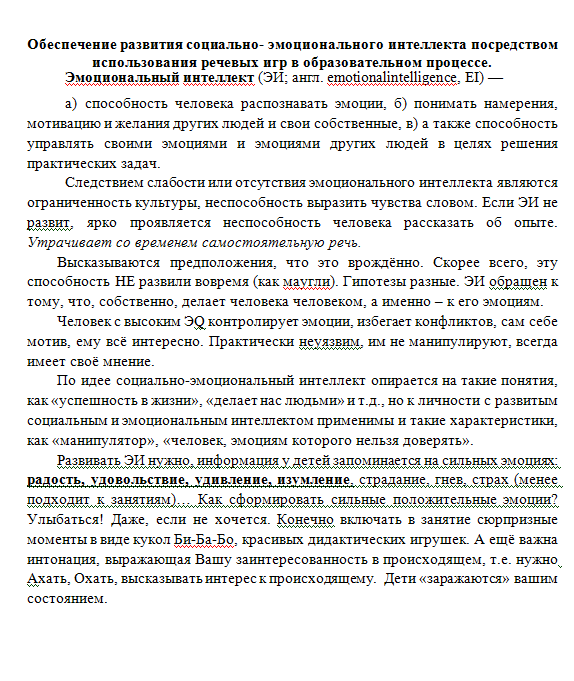 Обеспечение развития социально- эмоционального интеллекта посредством
использования речевых игр в образовательном процессе.
Эмоциональный интеллект (ЭИ; англ. emotionalintelligence, EI) —
а) способность человека распознавать эмоции, б) понимать намерения,
мотивацию и желания других людей и свои собственные, в) а также способность
управлять своими эмоциями и эмоциями других людей в целях решения
практических задач.
Следствием слабости или отсутствия эмоционального интеллекта являются
ограниченность культуры, неспособность выразить чувства словом. Если ЭИ не
развит, ярко проявляется неспособность человека рассказать об опыте.
Утрачивает со временем самостоятельную речь.
Высказываются предположения, что это врождённо. Скорее всего, эту
способность НЕ развили вовремя (как маугли). Гипотезы разные. ЭИ обращен к
тому, что, собственно, делает человека человеком, а именно – к его эмоциям.
Человек с высоким ЭQ контролирует эмоции, избегает конфликтов, сам себе
мотив, ему всё интересно. Практически неуязвим, им не манипулируют, всегда
имеет своё мнение.
По идее социально-эмоциональный интеллект опирается на такие понятия,
как «успешность в жизни», «делает нас людьми» и т.д., но к личности с развитым
социальным и эмоциональным интеллектом применимы и такие характеристики,
как «манипулятор», «человек, эмоциям которого нельзя доверять».
Развивать ЭИ нужно, информация у детей запоминается на сильных эмоциях:
радость, удовольствие, удивление, изумление, страдание, гнев, страх (менее
подходит к занятиям)… Как сформировать сильные положительные эмоции?
Улыбаться! Даже, если не хочется. Конечно включать в занятие сюрпризные
моменты в виде кукол Би-Ба-Бо, красивых дидактических игрушек. А ещё важна
интонация, выражающая Вашу заинтересованность в происходящем, т.е. нужно
Ахать, Охать, высказывать интерес к происходящему. Дети «заражаются» вашим
состоянием.